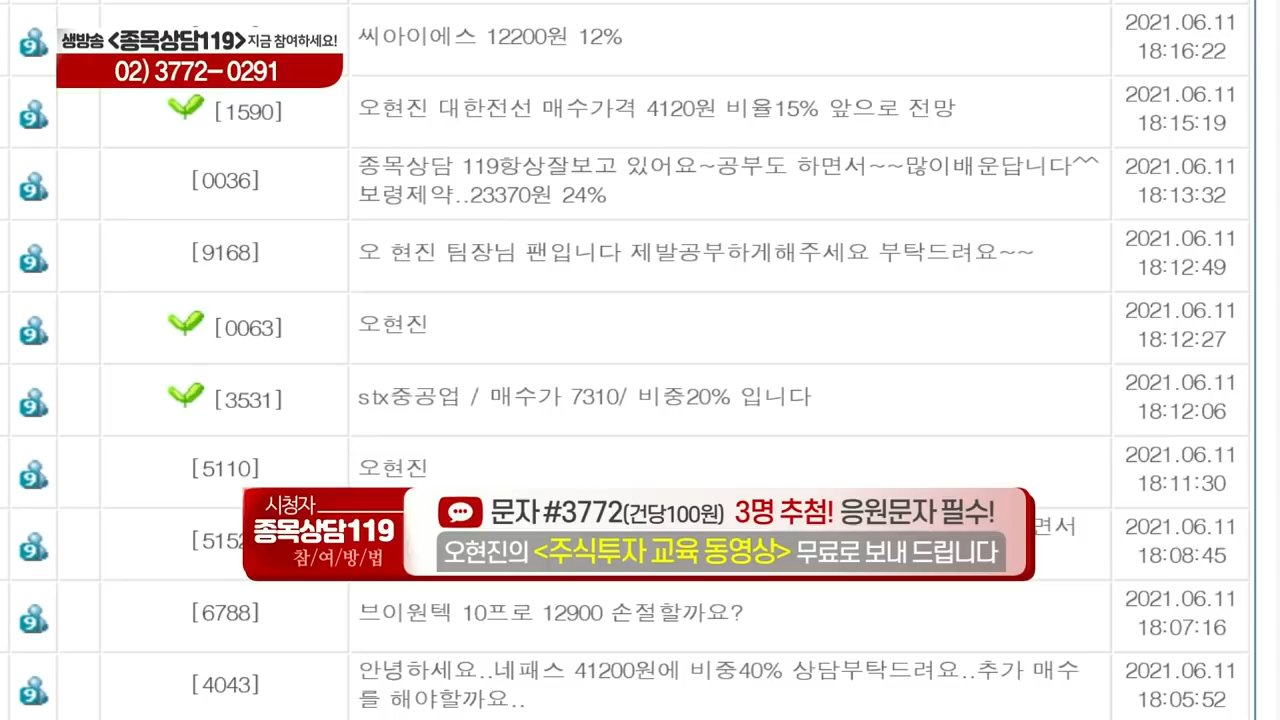 생방송 <종목상담119> 지금 참여하세요!
02) 3772-0291
씨아이에스 12200원 12%
2021.06.11
18:16:22
[1590]
오현진 대한전선 매수가격 4120원 비율15% 앞으로 전망
2021.06.11
18:15:19
[0036]
종목상담 119항상잘보고 있어요~공부도 하면서~~많이배운답니다^^
보령제약..23370원 24%
2021.06.11
18:13:32
[9168]
오 현진 팀장님 팬입니다 제발공부하게해주세요 부탁드려요~~
2021.06.11
18:12:49
[0063]
오현진
2021.06.11
18:12:27
[3531]
stx중공업 / 매수가 7310/ 비중20% 입니다
2021.06.11
18:12:06
[5110]
오현진
2021.06.11
18:11:30
[5152
면서
2021.06.11
18:08:45
시청자
종목상담119
참/여/방/법
문자 #3772(건당100원) 3명 추첨! 응원문자 필수!
오현진의 <주식투자 교육 동영상> 무료로 보내 드립니다
[6788]
브이원텍 10프로 12900 손절할까요?
2021.06.11
18:07:16
[4043]
안녕하세요..네패스 41200원에 비중40% 상담부탁드려요..추가 매수
를 해야할까요..
2021.06.11
18:05:52